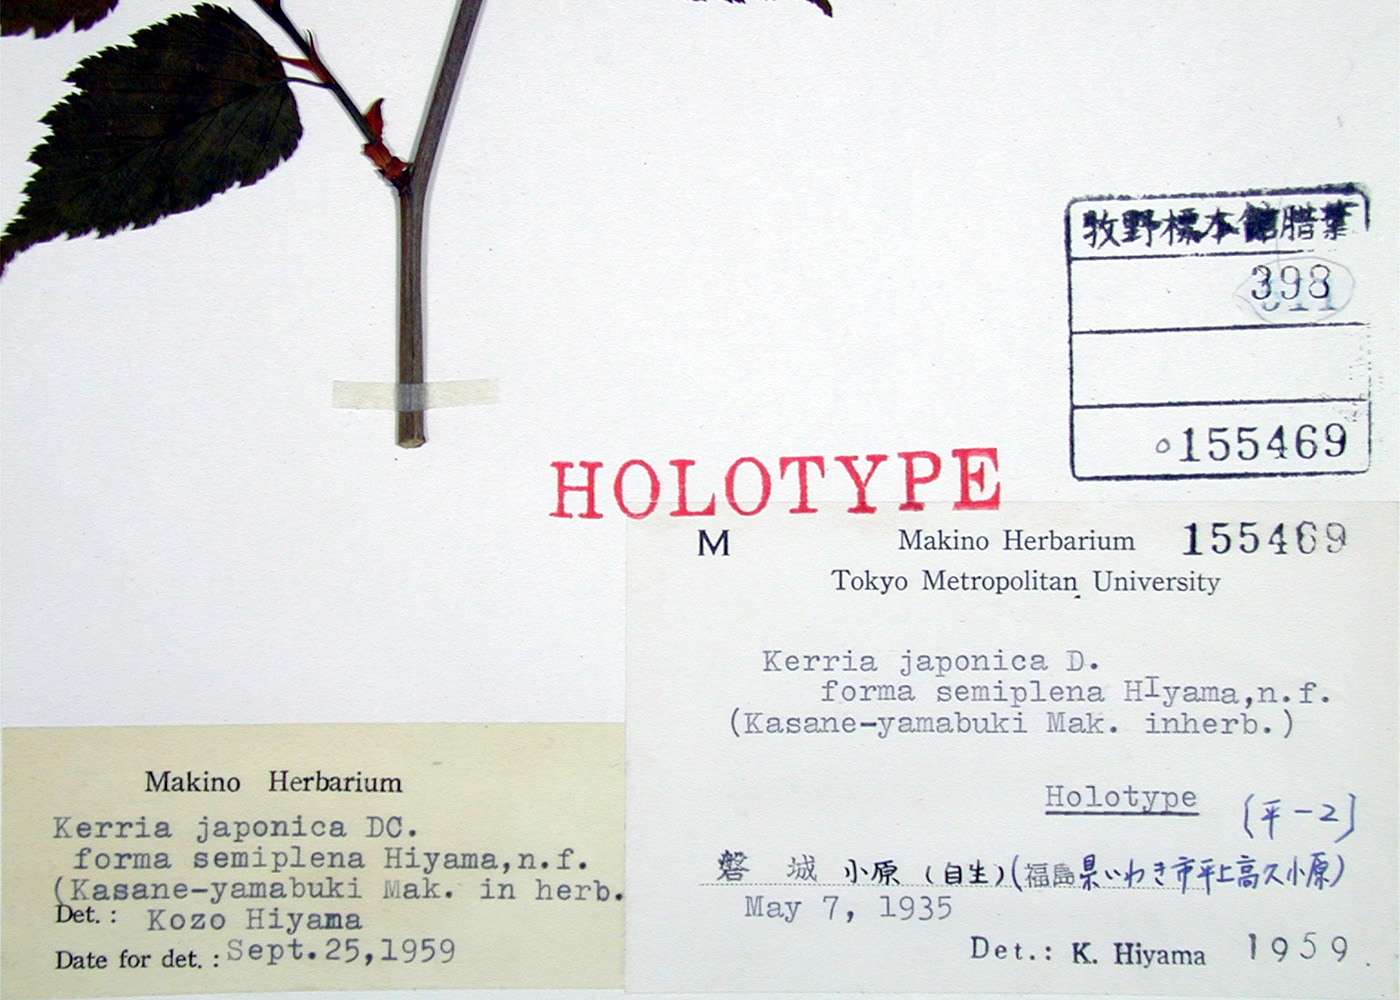 牧野標本館腊葉
398
155469
HOLOTYPE
M Makino Herbarium 155469
Tokyo Metropolitan University
Kerria japonica D.
forma semiplena HIyama,n.f.
(Kasane-yamabuki Mak. inherb.)
Holotype (平-2)
磐城 小原 (自生)(福島県いわき市平上高久小原)
May 7, 1935
Det.: K. Hiyama 1959.
Makino Herbarium
Kerria japonica DC.
forma semiplena Hiyama,n.f.
(Kasane-yamabuki Mak. in herb.
Det.: Kozo Hiyama
Date for det.: Sept.25,1959